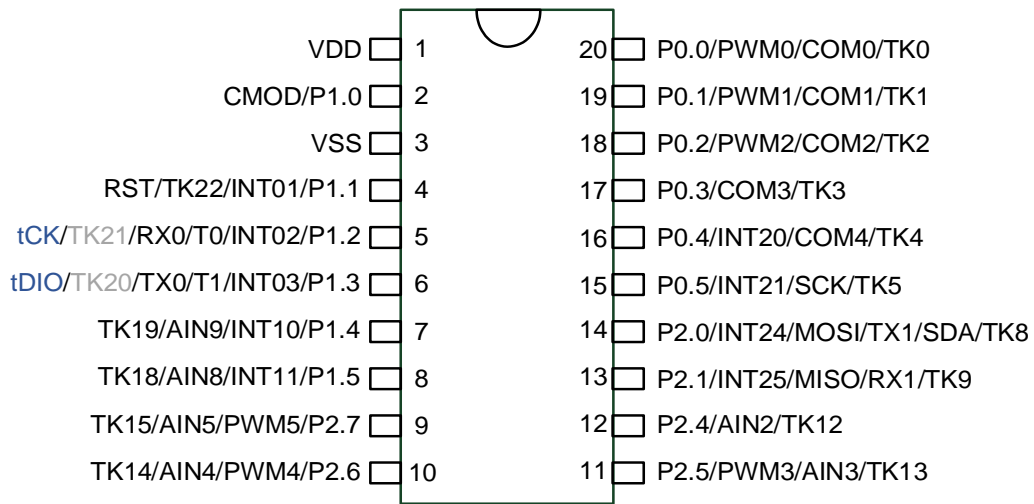 VDD 1 20 P0.0/PWM0/COM0/TK0
CMOD/P1.0 2 19 P0.1/PWM1/COM1/TK1
VSS 3 18 P0.2/PWM2/COM2/TK2
RST/TK22/INT01/P1.1 4 17 P0.3/COM3/TK3
tCK/TK21/RX0/T0/INT02/P1.2 5 16 P0.4/INT20/COM4/TK4
tDIO/TK20/TX0/T1/INT03/P1.3 6 15 P0.5/INT21/SCK/TK5
TK19/AIN9/INT10/P1.4 7 14 P2.0/INT24/MOSI/TX1/SDA/TK8
TK18/AIN8/INT11/P1.5 8 13 P2.1/INT25/MISO/RX1/TK9
TK15/AIN5/PWM5/P2.7 9 12 P2.4/AIN2/TK12
TK14/AIN4/PWM4/P2.6 10 11 P2.5/PWM3/AIN3/TK13